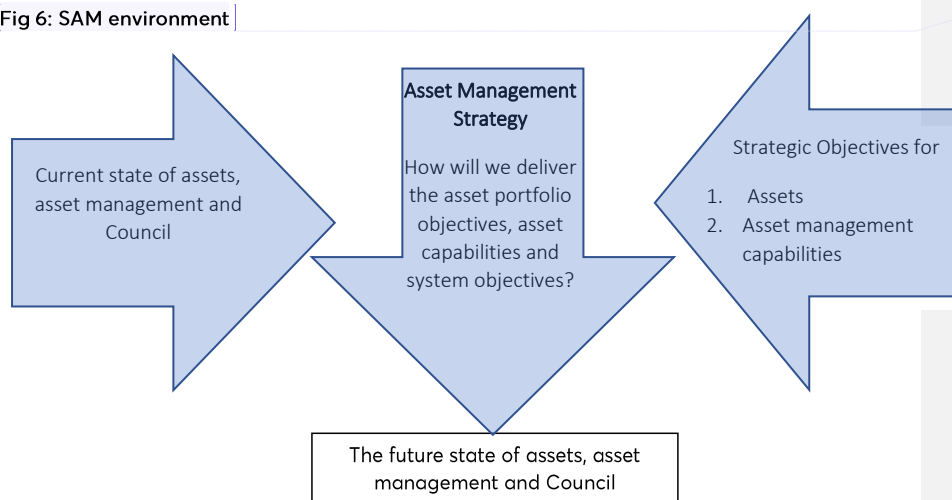 Fig 6: SAM environment
Current state of assets,
asset management and
Council
Asset Management
Strategy
How will we deliver
the asset portfolio
objectives, asset
capabilities and
system objectives?
Strategic Objectives for
1. Assets
2. Asset management
capabilities
The future state of assets, asset
management and Council